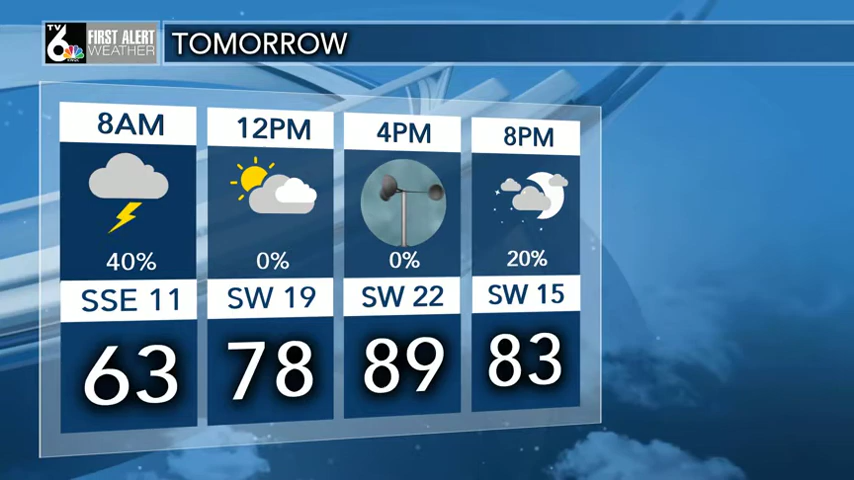 TV
6
FIRST ALERT
WEATHER
TOMORROW
8AM
40%
SSE 11
63
12PM
0%
SW 19
78
4PM
0%
SW 22
89
8PM
20%
SW 15
83